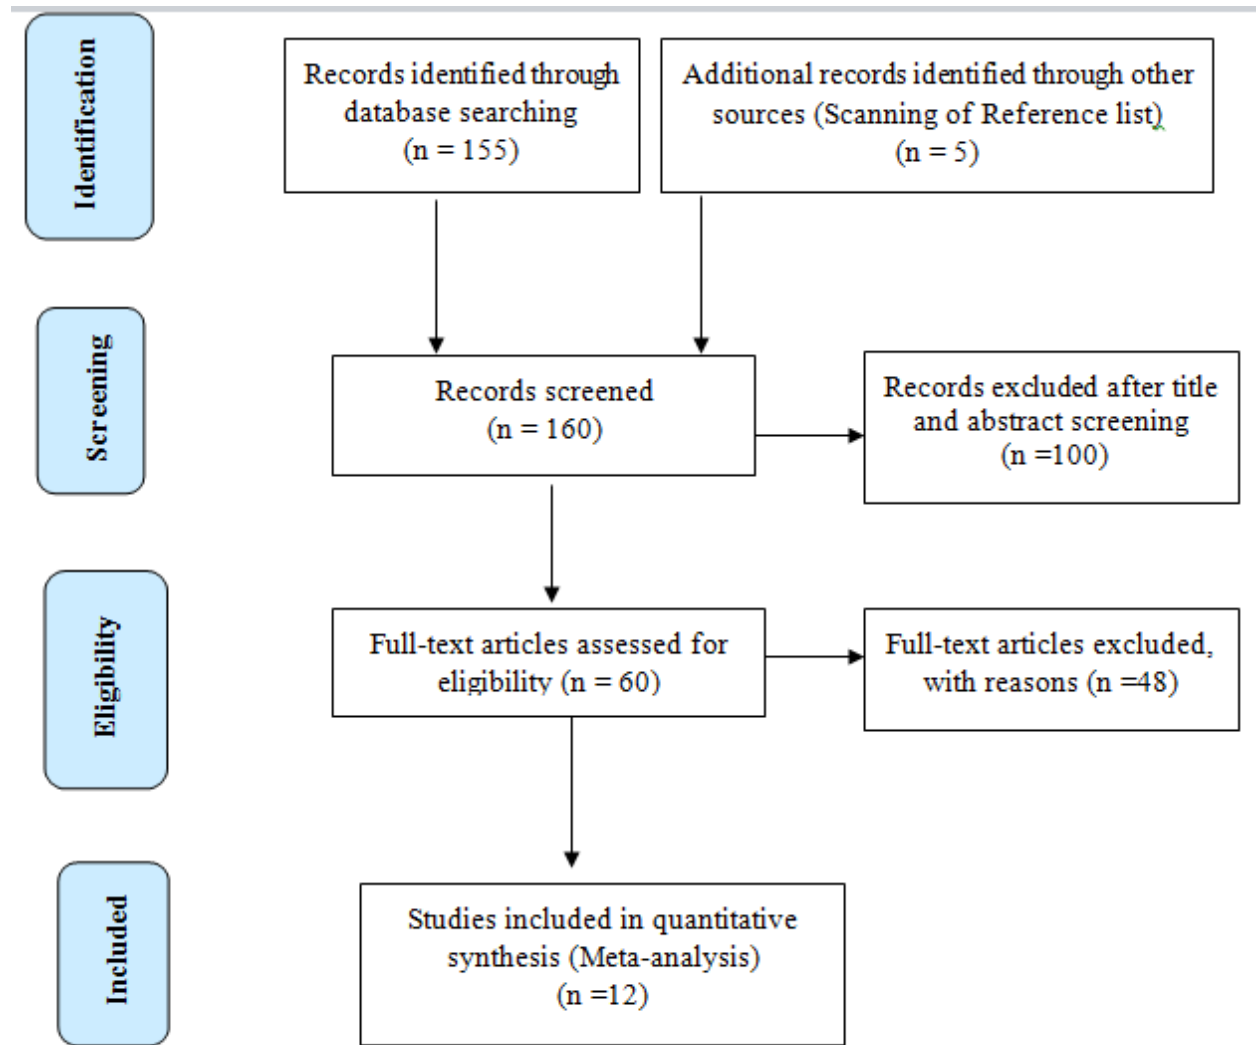 Identification
Records identified through
database searching
(n = 155)
Additional records identified through other
sources (Scanning of Reference list)
(n = 5)
Screening
Records screened
(n = 160)
Records excluded after title
and abstract screening
(n =100)
Eligibility
Full-text articles assessed for
eligibility (n = 60)
Full-text articles excluded,
with reasons (n =48)
Included
Studies included in quantitative
synthesis (Meta-analysis)
(n =12)